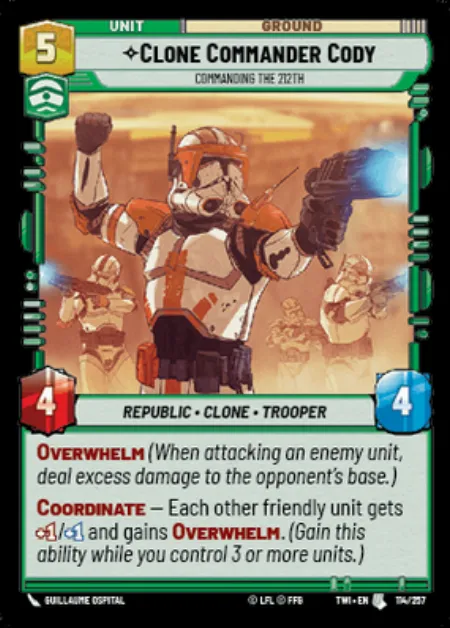 UNIT GROUND
5
✧CLONE COMMANDER CODY
COMMANDING THE 212TH
4 REPUBLIC • CLONE • TROOPER 4
OVERWHELM (When attacking an enemy unit,
deal excess damage to the opponent's base.)
COORDINATE – Each other friendly unit gets
+1/+1 and gains OVERWHELM. (Gain this
ability while you control 3 or more units.)
GUILLAUME OSPITAL © LFL © FFG TWI • EN 114/257